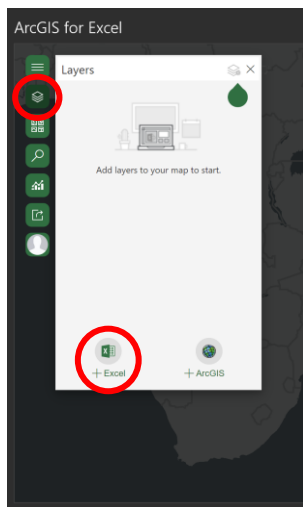 ArcGIS for Excel
Layers
Add layers to your map to start.
+ Excel
+ ArcGIS